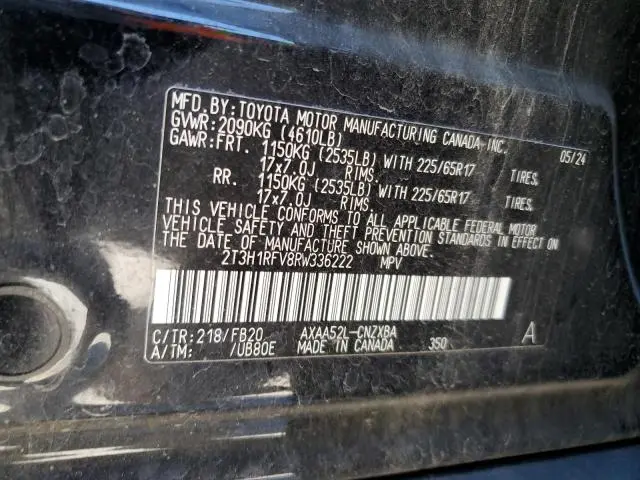 MFD. BY: TOYOTA MOTOR MANUFACTURING CANADA-INC. 05/24
GVWR: 2090KG (4610LB)
GAWR: FRT. 1150KG (2535LB) WITH 225/65R17 TIRES,
17x7.0J RIMS,
RR. 1150KG (2535LB) WITH 225/65R17 TIRES,
17x7.0J RIMS.
THIS VEHICLE CONFORMS TO ALL APPLICABLE FEDERAL MOTOR
VEHICLE SAFETY AND THEFT PREVENTION STANDARDS IN EFFECT ON
THE DATE OF MANUFACTURE SHOWN ABOVE.
2T3H1RFV8RW336222 MPV
C/TR: 218/FB20 AXAA52L-CNZXBA A
A/TM: /UB80E MADE IN CANADA 350